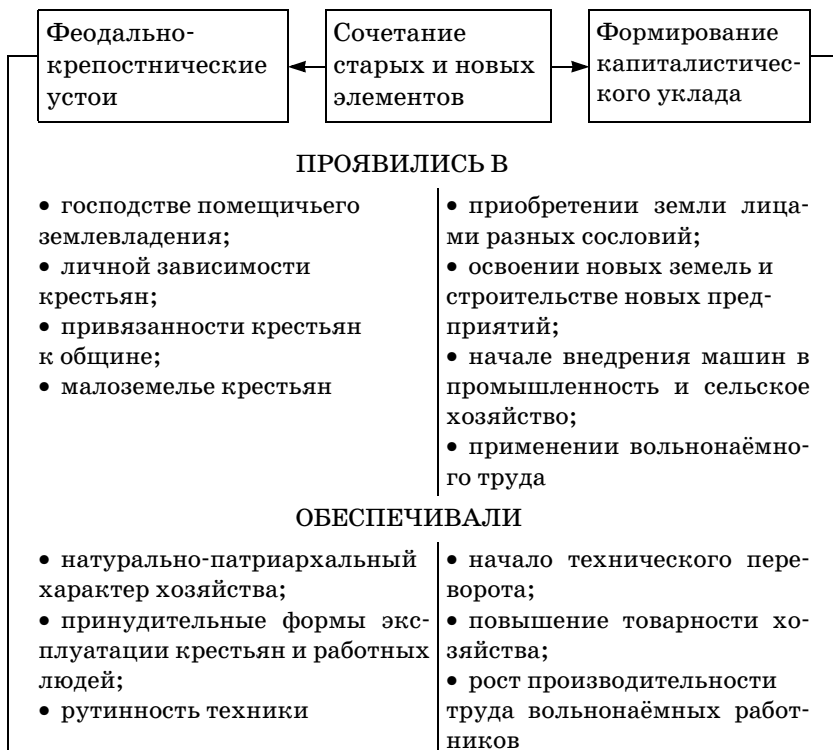 Феодально-
крепостнические
устои
Сочетание
старых и новых
элементов
Формирование
капиталистичес-
кого уклада
ПРОЯВИЛИСЬ В
• господстве помещичьего
землевладения;
• личной зависимости
крестьян;
• привязанности крестьян
к общине;
• малоземелье крестьян
• приобретении земли лица-
ми разных сословий;
• освоении новых земель и
строительстве новых пред-
приятий;
• начале внедрения машин в
промышленность и сельское
хозяйство;
• применении вольнонаёмно-
го труда
ОБЕСПЕЧИВАЛИ
• натурально-патриархальный
характер хозяйства;
• принудительные формы экс-
плуатации крестьян и работных
людей;
• рутинность техники
• начало технического пере-
ворота;
• повышение товарности хо-
зяйства;
• рост производительности
труда вольнонаёмных работ-
ников